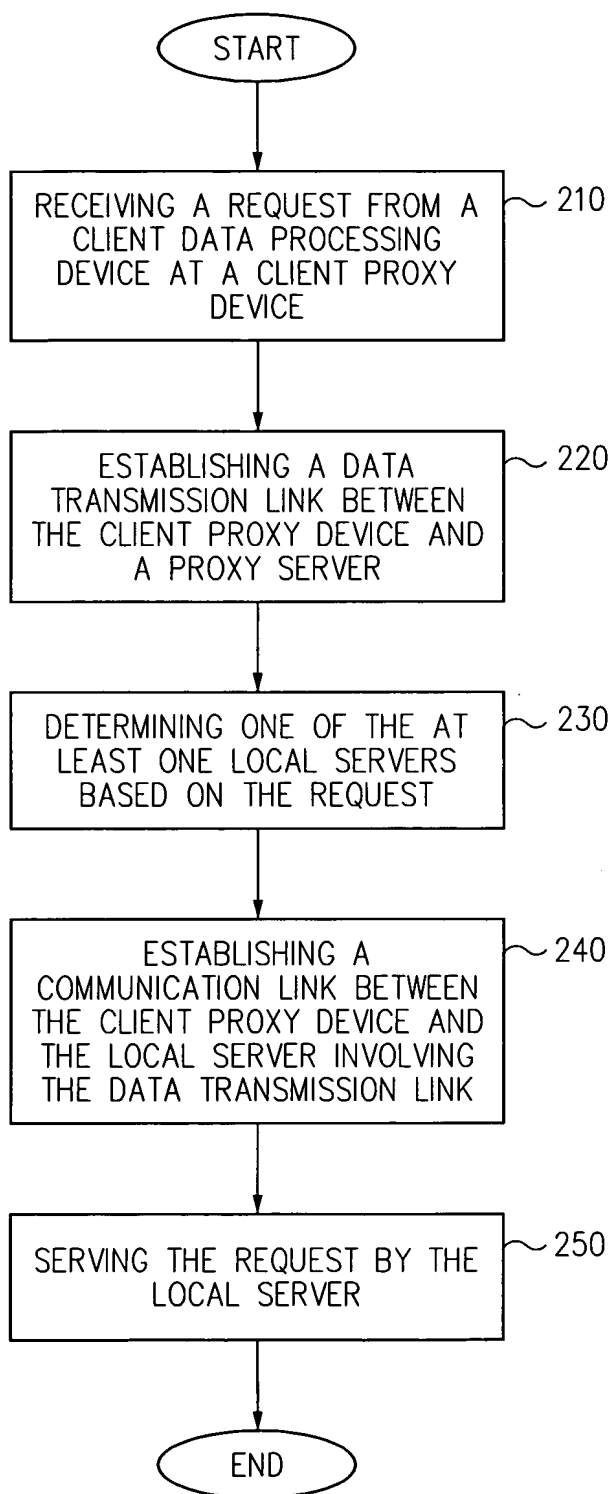 START
RECEIVING A REQUEST FROM A
CLIENT DATA PROCESSING
DEVICE AT A CLIENT PROXY
DEVICE
210
ESTABLISHING A DATA
TRANSMISSION LINK BETWEEN
THE CLIENT PROXY DEVICE AND
A PROXY SERVER
220
DETERMINING ONE OF THE AT
LEAST ONE LOCAL SERVERS
BASED ON THE REQUEST
230
ESTABLISHING A
COMMUNICATION LINK BETWEEN
THE CLIENT PROXY DEVICE AND
THE LOCAL SERVER INVOLVING
THE DATA TRANSMISSION LINK
240
SERVING THE REQUEST BY THE
LOCAL SERVER
250
END